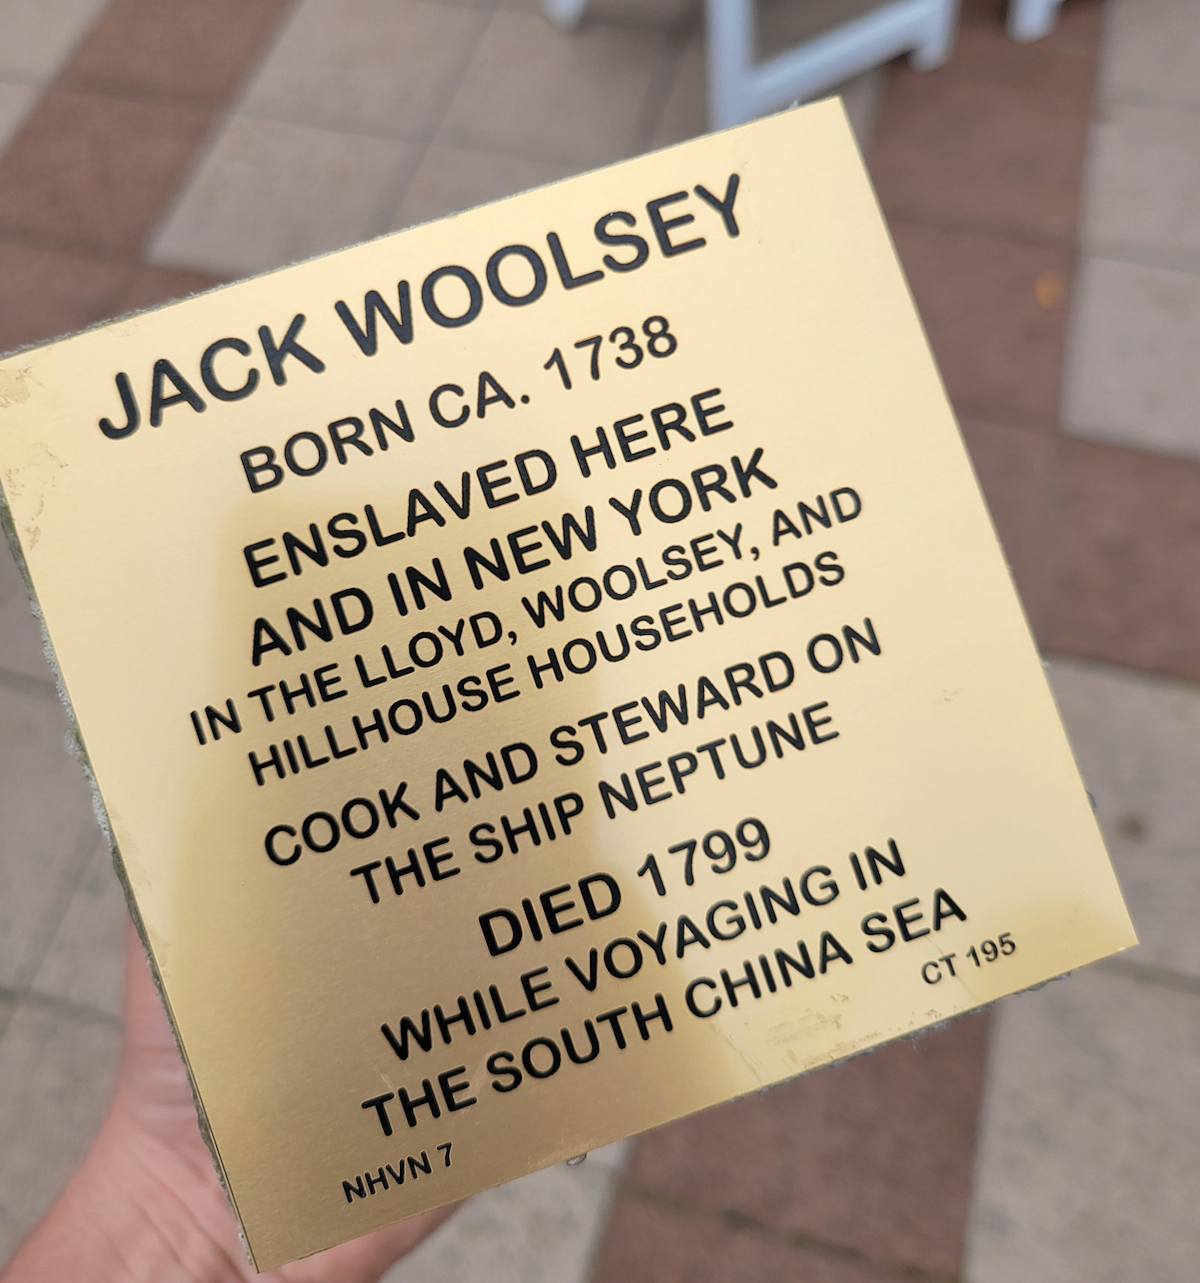 JACK WOOLSEY
BORN CA. 1738
ENSLAVED HERE
AND IN NEW YORK
IN THE LLOYD, WOOLSEY, AND
HILLHOUSE HOUSEHOLDS
COOK AND STEWARD ON
THE SHIP NEPTUNE
DIED 1799
WHILE VOYAGING IN
THE SOUTH CHINA SEA
CT 195
NHVN 7